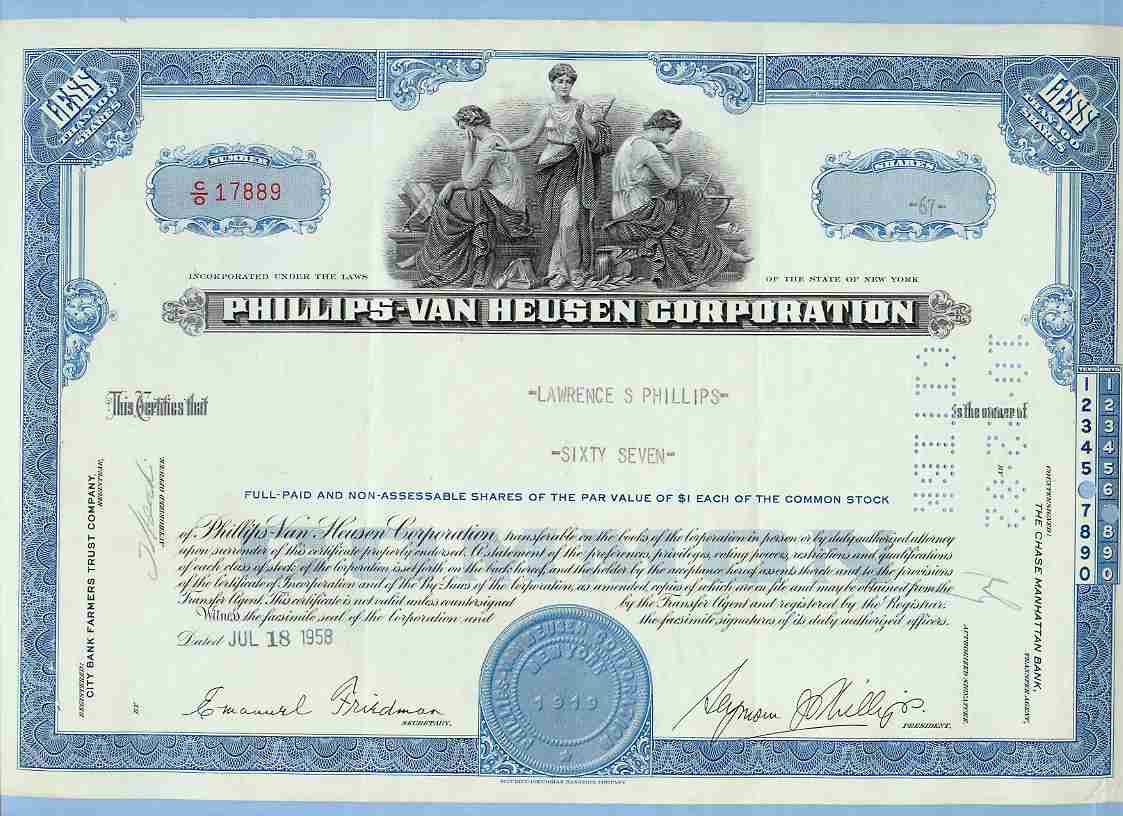 LESS
THAN 100
SHARES
LESS
THAN 100
SHARES
NUMBER
C/O 17889
SHARES
-67-
INCORPORATED UNDER THE LAWS
OF THE STATE OF NEW YORK
PHILLIPS-VAN HEUSEN CORPORATION
This Certifies that
-LAWRENCE S PHILLIPS-
is the owner of
-SIXTY SEVEN-
FULL-PAID AND NON-ASSESSABLE SHARES OF THE PAR VALUE OF $1 EACH OF THE COMMON STOCK
of Phillips-Van Heusen Corporation, transferable on the books of the Corporation in person or by duly authorized attorney
upon surrender of this certificate properly endorsed. A statement of the preferences, privileges, voting powers, restrictions and qualifications
of each class of stock of the Corporation is set forth on the back hereof, and the holder by the acceptance hereof assents thereto and to the provisions
of the Certificate of Incorporation and of the By-Laws of the Corporation, as amended, copies of which are on file and may be obtained from the
Transfer Agent. This certificate is not valid unless countersigned by the Transfer Agent and registered by the Registrar.
Witness the facsimile seal of the Corporation and the facsimile signatures of its duly authorized officers.
Dated JUL 18 1958
Emanuel Friedman
SECRETARY.
Seymour J Phillips
PRESIDENT.
PHILLIPS-VAN HEUSEN CORPORATION
NEW YORK
1919
REGISTERED:
CITY BANK FARMERS TRUST COMPANY,
REGISTRAR,
BY
AUTHORIZED OFFICER.
COUNTERSIGNED:
THE CHASE MANHATTAN BANK,
TRANSFER AGENT,
BY
AUTHORIZED SIGNATURE
TENS UNITS
1 1
2 2
3 3
4 4
5 5
6
7
8 8
9 9
0 0
SECURITY-COLUMBIAN BANKNOTE COMPANY